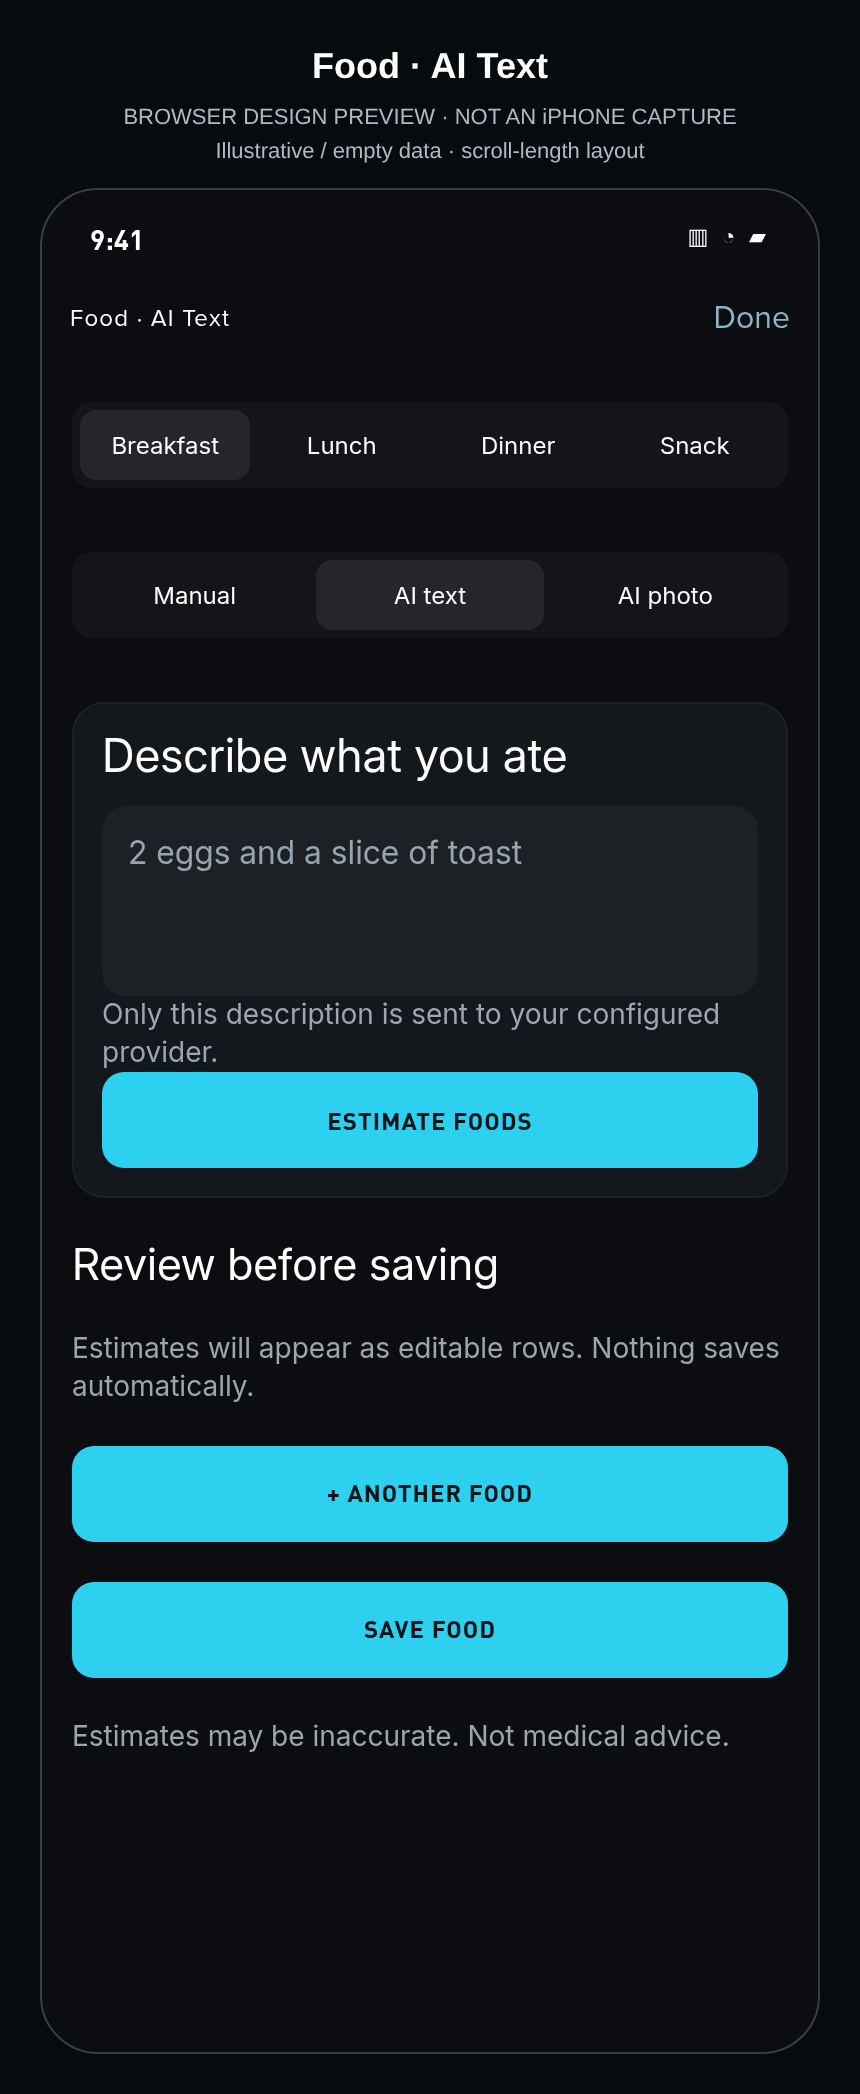 Food · AI Text
BROWSER DESIGN PREVIEW · NOT AN iPHONE CAPTURE
Illustrative / empty data · scroll-length layout
9:41
Food · AI Text
Done
Breakfast
Lunch
Dinner
Snack
Manual
AI text
AI photo
Describe what you ate
2 eggs and a slice of toast
Only this description is sent to your configured
provider.
ESTIMATE FOODS
Review before saving
Estimates will appear as editable rows. Nothing saves
automatically.
+ ANOTHER FOOD
SAVE FOOD
Estimates may be inaccurate. Not medical advice.